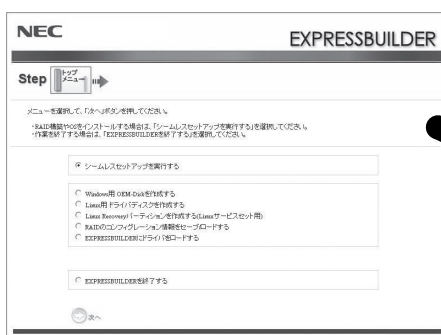 NEC
EXPRESSBUILDER
Step トップメニュー
メニューを選択して、「次へ」ボタンを押してください。
・RAID構築やOSをインストールする場合は、「シームレスセットアップを実行する」を選択してください。
・作業を終了する場合は、「EXPRESSBUILDERを終了する」を選択してください。
シームレスセットアップを実行する
Windows用 OEM-Diskを作成する
Linux用 ドライバディスクを作成する
Linux Recoveryパーティションを作成する(Linuxサービスセット用)
RAIDのコンフィグレーション情報をセーブ/ロードする
EXPRESSBUILDERにドライバをロードする
EXPRESSBUILDERを終了する
次へ